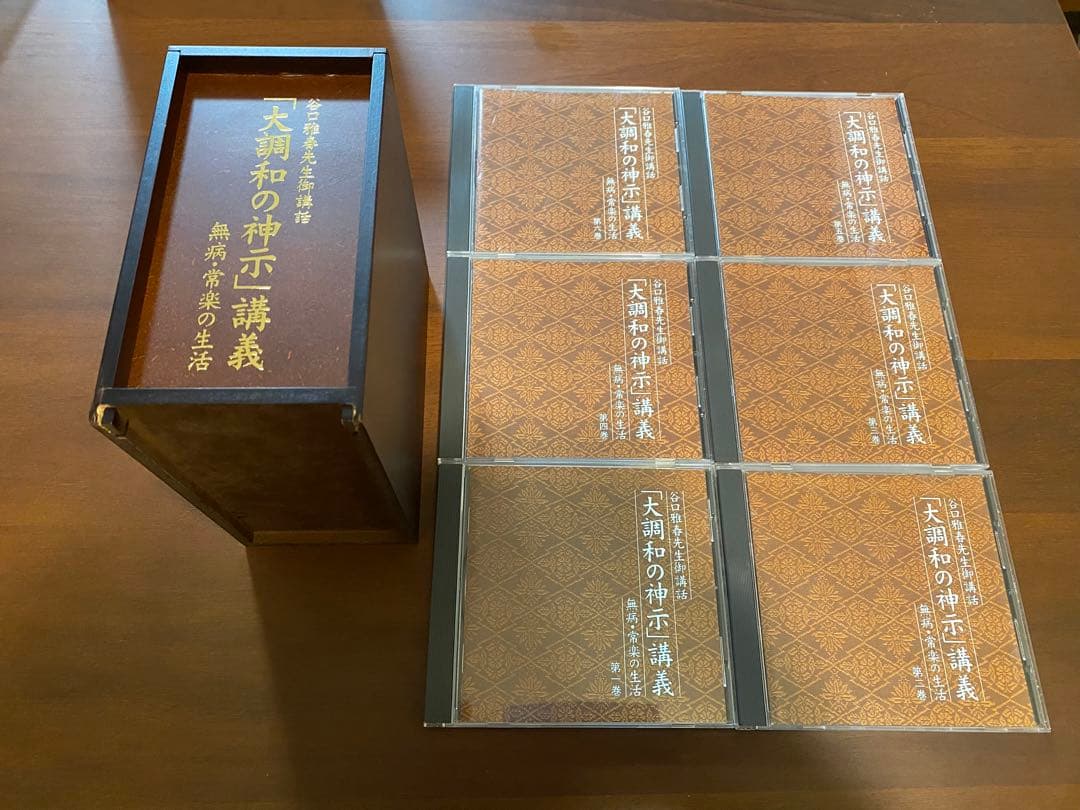 谷口雅春先生御講話
「大調和の神示」講義
無病・常楽の生活
谷口雅春先生御講話
「大調和の神示」講義
無病・常楽の生活
第六巻
谷口雅春先生御講話
「大調和の神示」講義
無病・常楽の生活
第五巻
谷口雅春先生御講話
「大調和の神示」講義
無病・常楽の生活
第四巻
谷口雅春先生御講話
「大調和の神示」講義
無病・常楽の生活
第三巻
谷口雅春先生御講話
「大調和の神示」講義
無病・常楽の生活
第一巻
谷口雅春先生御講話
「大調和の神示」講義
無病・常楽の生活
第二巻